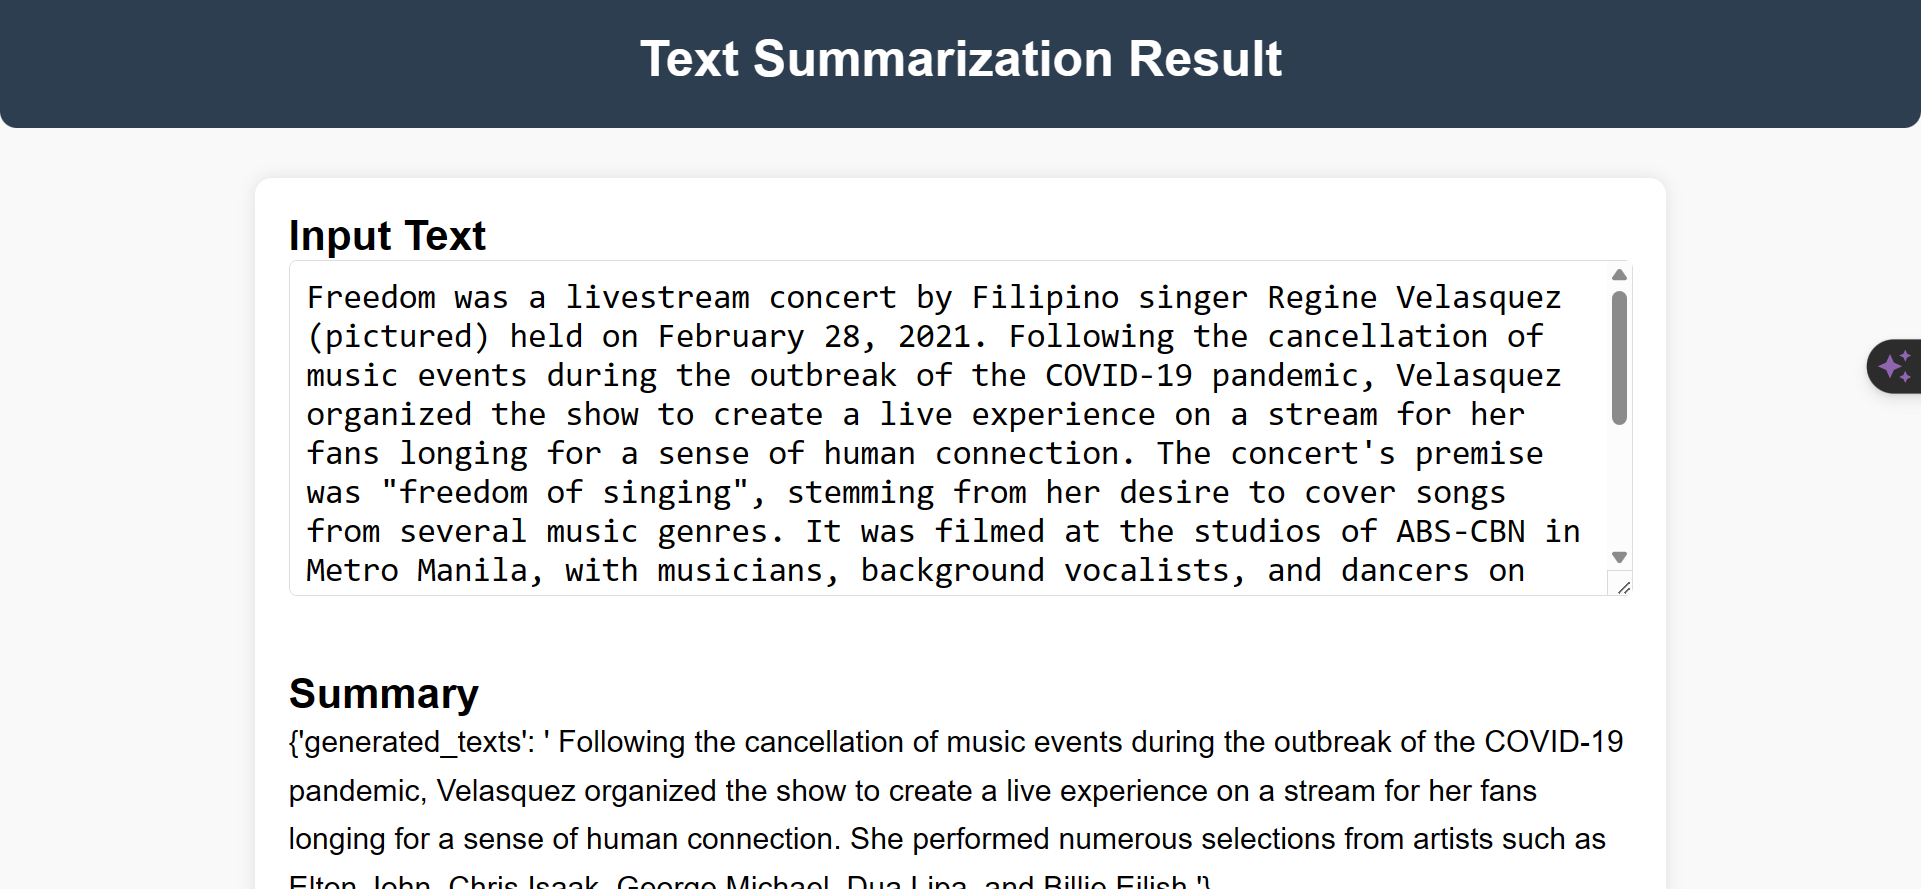 Text Summarization Result
Input Text
Freedom was a livestream concert by Filipino singer Regine Velasquez
(pictured) held on February 28, 2021. Following the cancellation of
music events during the outbreak of the COVID-19 pandemic, Velasquez
organized the show to create a live experience on a stream for her
fans longing for a sense of human connection. The concert's premise
was "freedom of singing", stemming from her desire to cover songs
from several music genres. It was filmed at the studios of ABS-CBN in
Metro Manila, with musicians, background vocalists, and dancers on
Summary
{'generated_texts': ' Following the cancellation of music events during the outbreak of the COVID-19
pandemic, Velasquez organized the show to create a live experience on a stream for her fans
longing for a sense of human connection. She performed numerous selections from artists such as
Elton John, Chris Isaak, George Michael, Dua Lipa, and Billie Eilish.'}